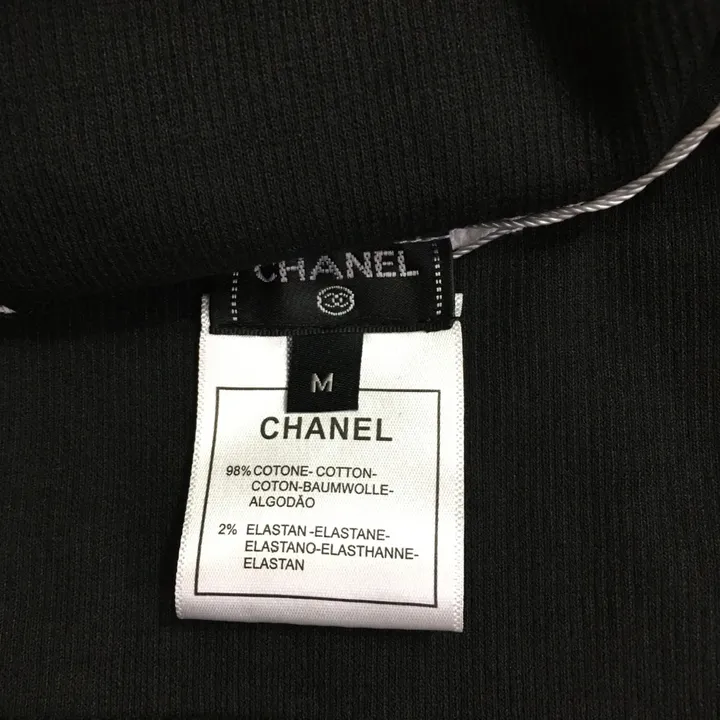 CHANEL
M
CHANEL
98% COTONE- COTTON-
COTON-BAUMWOLLE-
ALGODÃO
2% ELASTAN -ELASTANE-
ELASTANO-ELASTHANNE-
ELASTAN